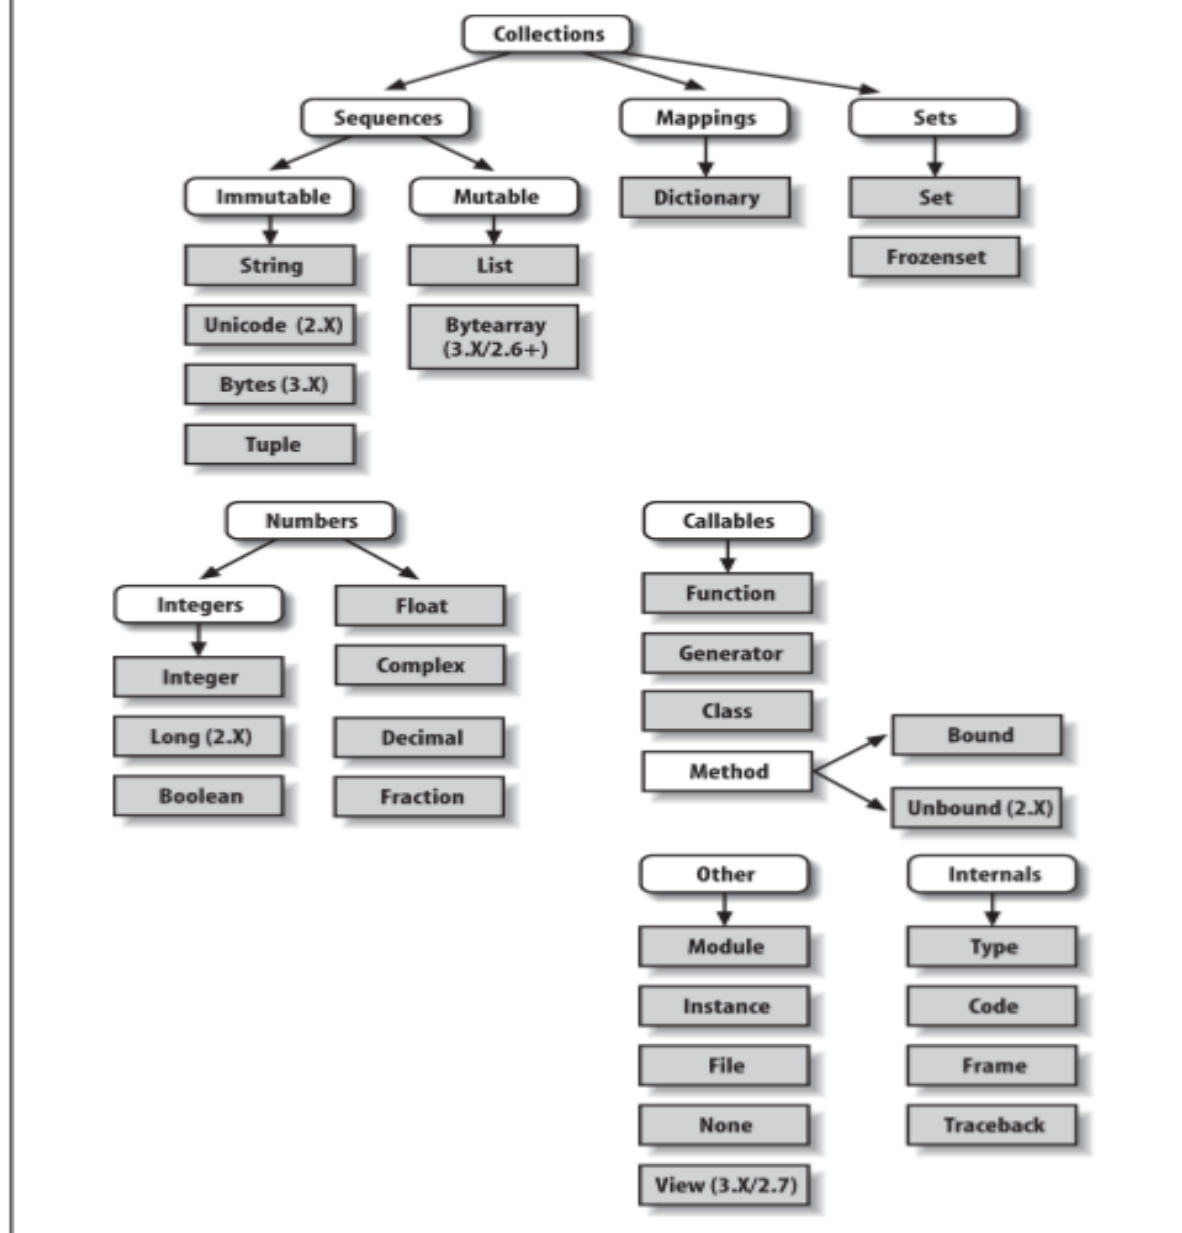 Collections
Sequences
Mappings
Sets
Immutable
Mutable
Dictionary
Set
String
List
Frozenset
Unicode (2.X)
Bytearray
(3.X/2.6+)
Bytes (3.X)
Tuple
Numbers
Callables
Integers
Float
Function
Integer
Complex
Generator
Long (2.X)
Decimal
Class
Bound
Boolean
Fraction
Method
Unbound (2.X)
Other
Internals
Module
Type
Instance
Code
File
Frame
None
Traceback
View (3.X/2.7)